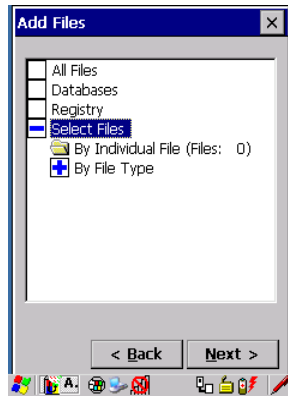 Add Files
All Files
Databases
Registry
Select Files
By Individual File (Files: 0)
By File Type
< Back
Next >
A.